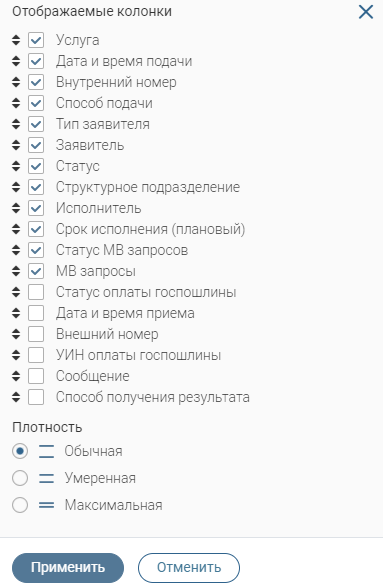 Отображаемые колонки
Услуга
Дата и время подачи
Внутренний номер
Способ подачи
Тип заявителя
Заявитель
Статус
Структурное подразделение
Исполнитель
Срок исполнения (плановый)
Статус МВ запросов
МВ запросы
Статус оплаты госпошлины
Дата и время приема
Внешний номер
УИН оплаты госпошлины
Сообщение
Способ получения результата
Плотность
Обычная
Умеренная
Максимальная
Применить Отменить